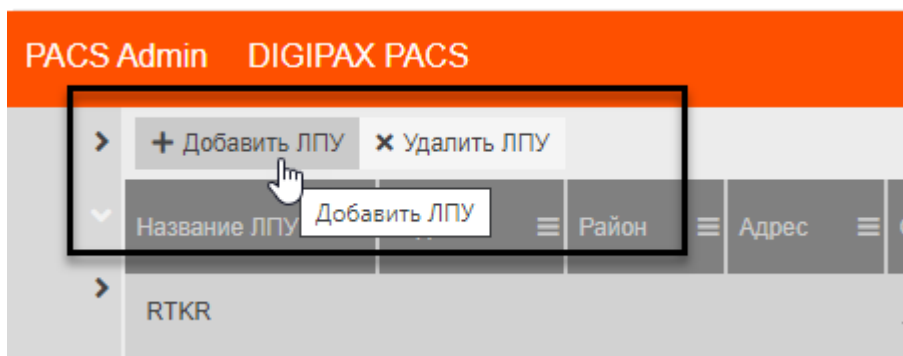 PACS Admin DIGIPAX PACS
+ Добавить ЛПУ × Удалить ЛПУ
Название ЛПУ Добавить ЛПУ Район Адрес
RTKR